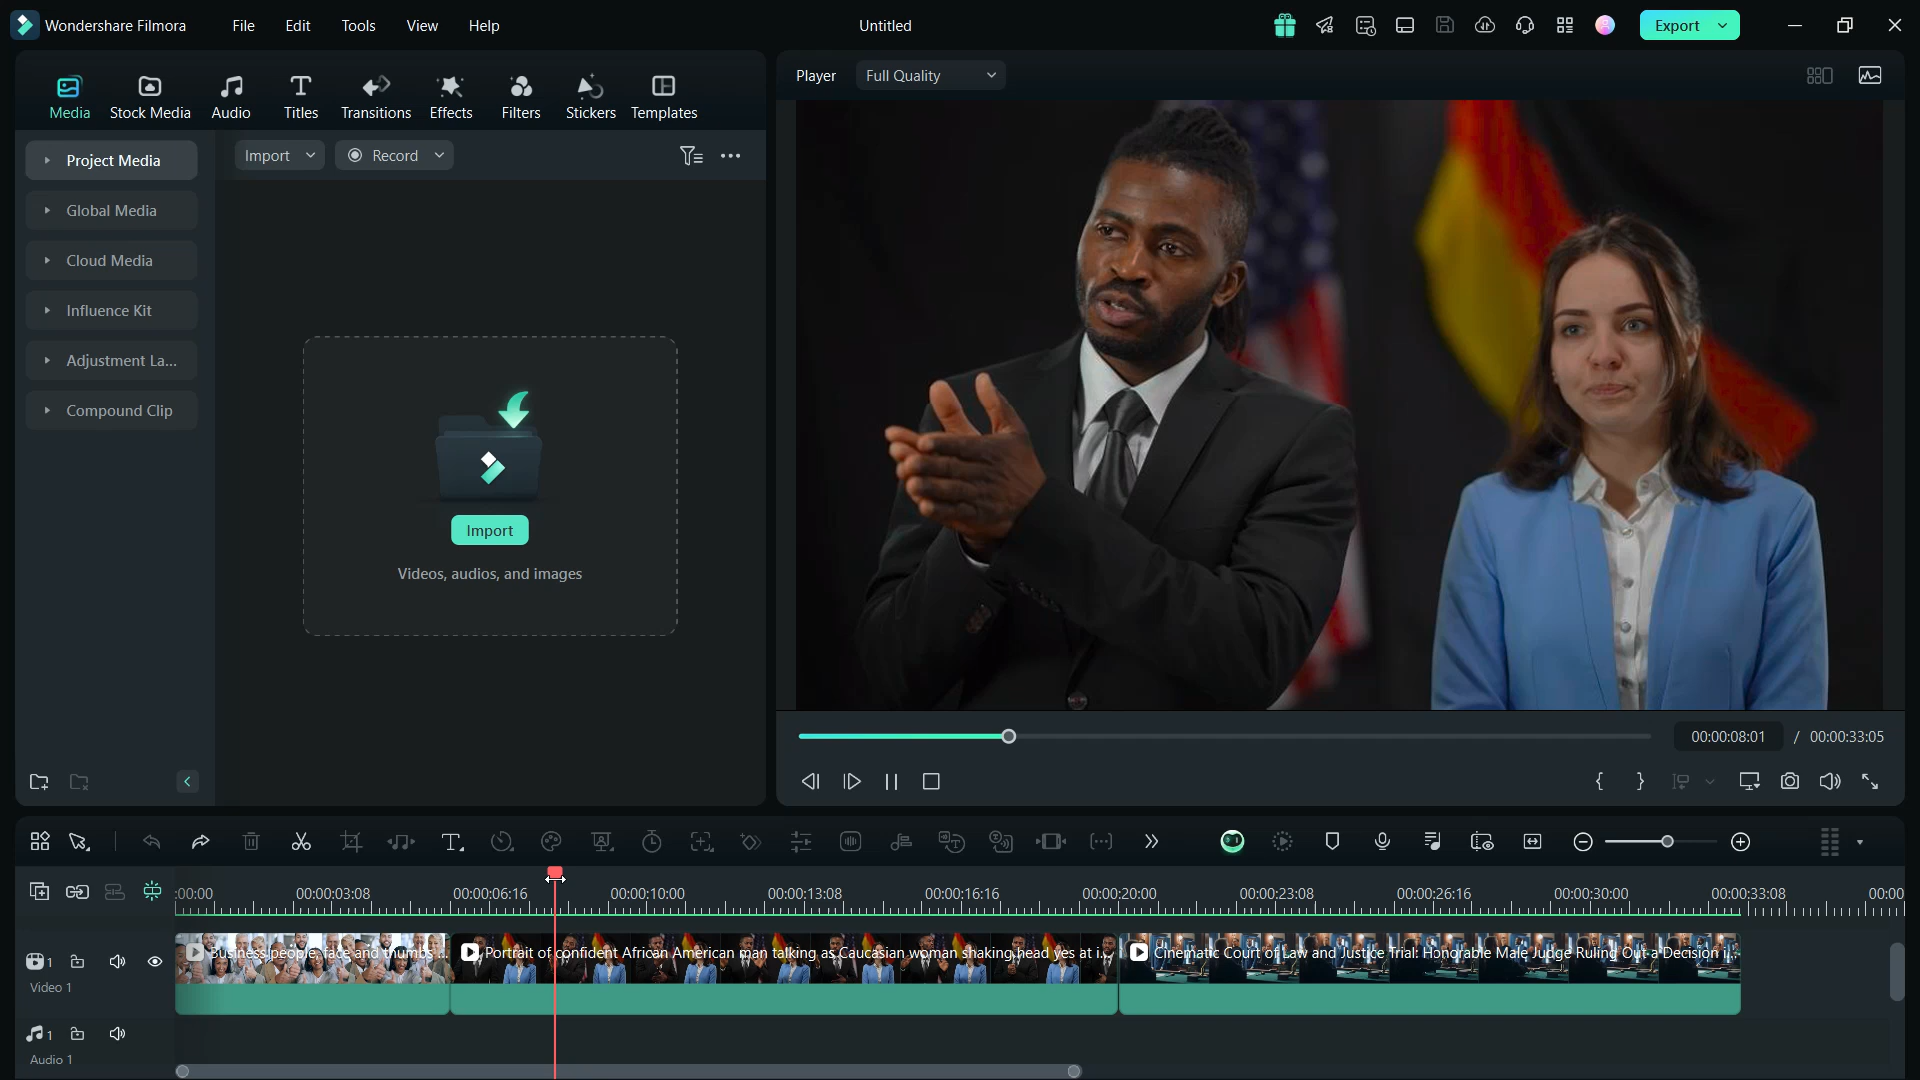 Wondershare Filmora File Edit Tools View Help Untitled Export
Media Stock Media Audio Titles Transitions Effects Filters Stickers Templates
Player Full Quality
Project Media
Import Record
Global Media
Cloud Media
Influence Kit
Adjustment La...
Compound Clip
Import
Videos, audios, and images
00:00:08:01 / 00:00:33:05
:00:00 00:00:03:08 00:00:06:16 00:00:10:00 00:00:13:08 00:00:16:16 00:00:20:00 00:00:23:08 00:00:26:16 00:00:30:00 00:00:33:08 00:00
Business people, face and thumbs ... Portrait of confident African American man talking as Caucasian woman shaking head yes at i... Cinematic Court of Law and Justice Trial: Honorable Male Judge Ruling Out a Decision i...
1
Video 1
1
Audio 1